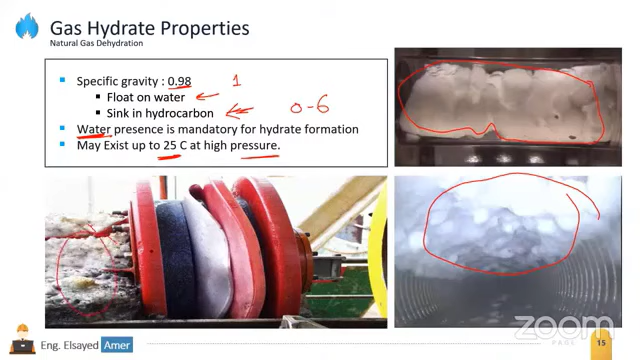 Gas Hydrate Properties
Natural Gas Dehydration
Specific gravity : 0.98
1
Float on water
Sink in hydrocarbon
0-6
Water presence is mandatory for hydrate formation
May Exist up to 25 C at high pressure.
zoom
Eng. Elsayed Amer
15